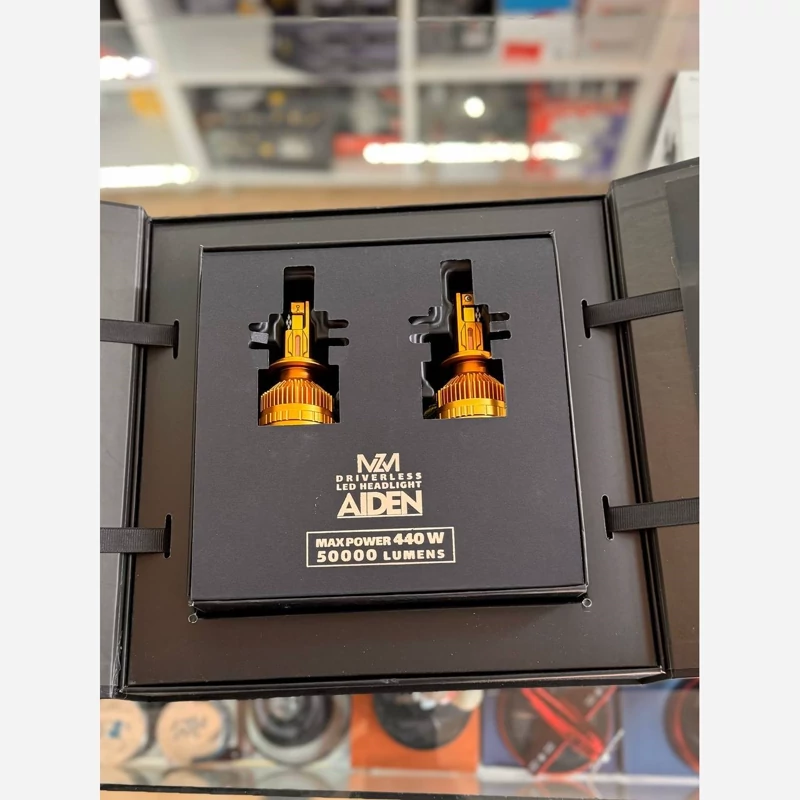 MZM
DRIVERLESS
LED HEADLIGHT
AIDEN
MAX POWER 440 W
50000 LUMENS